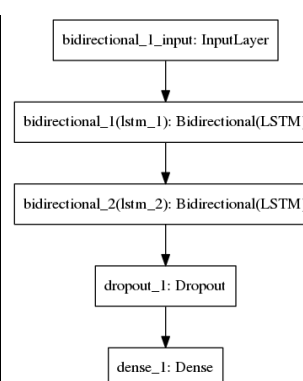 bidirectional_1_input: InputLayer
bidirectional_1(lstm_1): Bidirectional(LSTM)
bidirectional_2(lstm_2): Bidirectional(LSTM)
dropout_1: Dropout
dense_1: Dense